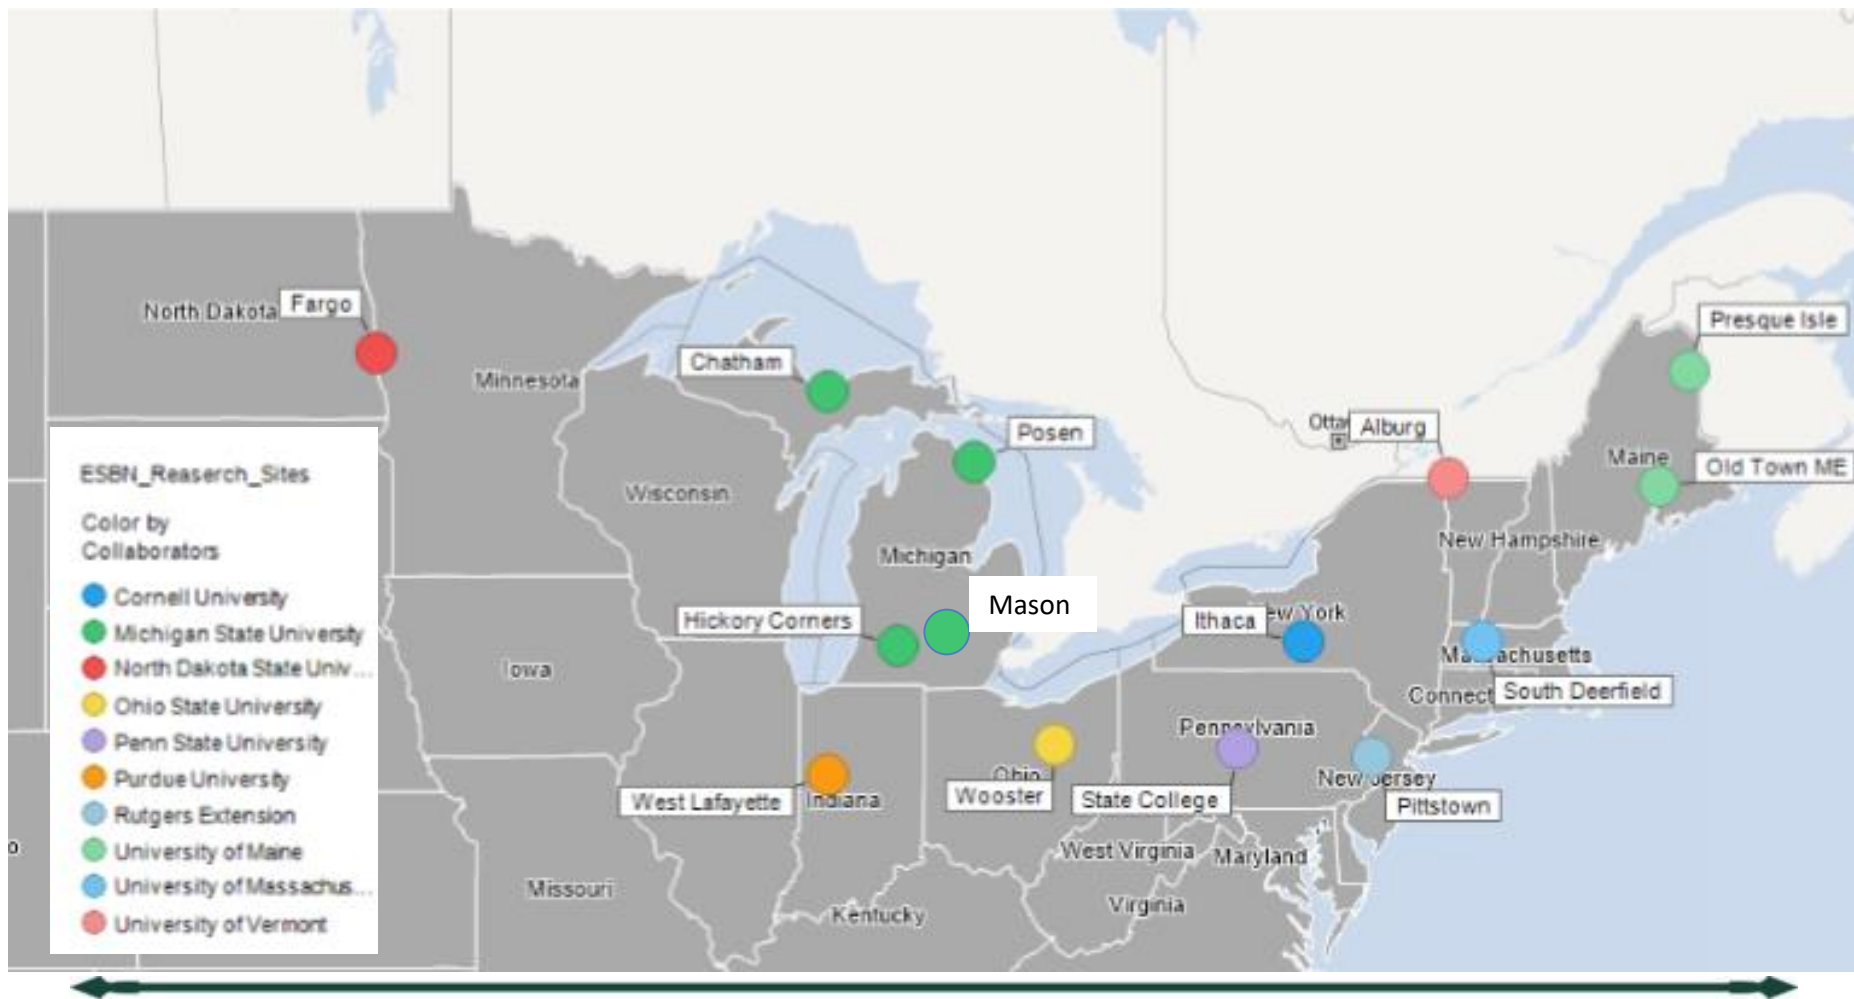 North Dakota
Fargo
Minnesota
Chatham
Posen
Presque Isle
Alburg
Maine
Old Town ME
Wisconsin
Michigan
New Hampshire
Mason
Hickory Corners
Ithaca
ew York
Massachusetts
Iowa
Connect
South Deerfield
Pennsylvania
New Jersey
Ohio
Wooster
West Lafayette
Indiana
State College
Pittstown
West Virginia
Maryland
Missouri
Kentucky
Virginia
ESBN_Reaserch_Sites
Color by
Collaborators
Cornell University
Michigan State University
North Dakota State Univ...
Ohio State University
Penn State University
Purdue University
Rutgers Extension
University of Maine
University of Massachus...
University of Vermont